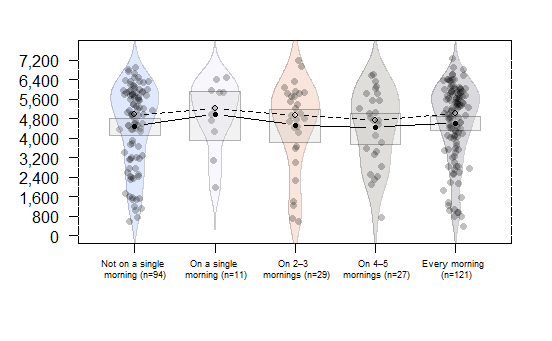 7,200
6,400
5,600
4,800
4,000
3,200
2,400
1,600
800
0
Not on a single
morning (n=94)
On a single
morning (n=11)
On 2–3
mornings (n=29)
On 4–5
mornings (n=27)
Every morning
(n=121)